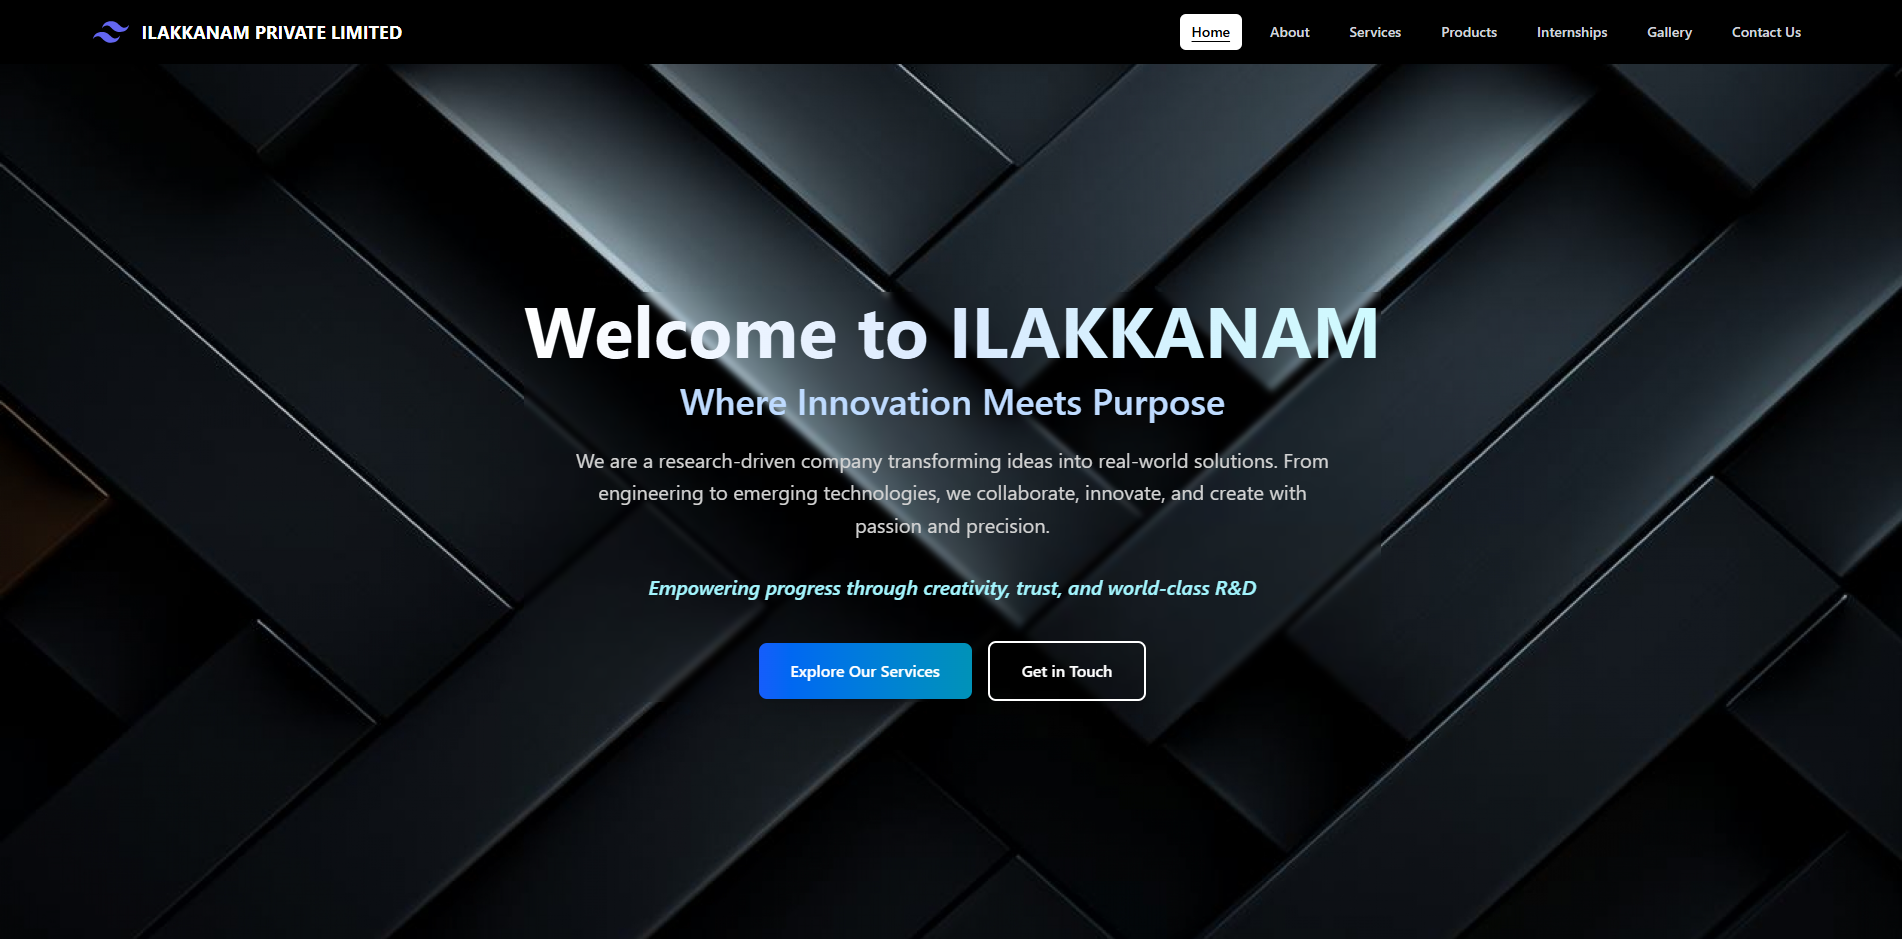 ILAKKANAM PRIVATE LIMITED
Home
About
Services
Products
Internships
Gallery
Contact Us
Welcome to ILAKKANAM
Where Innovation Meets Purpose
We are a research-driven company transforming ideas into real-world solutions. From
engineering to emerging technologies, we collaborate, innovate, and create with
passion and precision.
Empowering progress through creativity, trust, and world-class R&D
Explore Our Services
Get in Touch